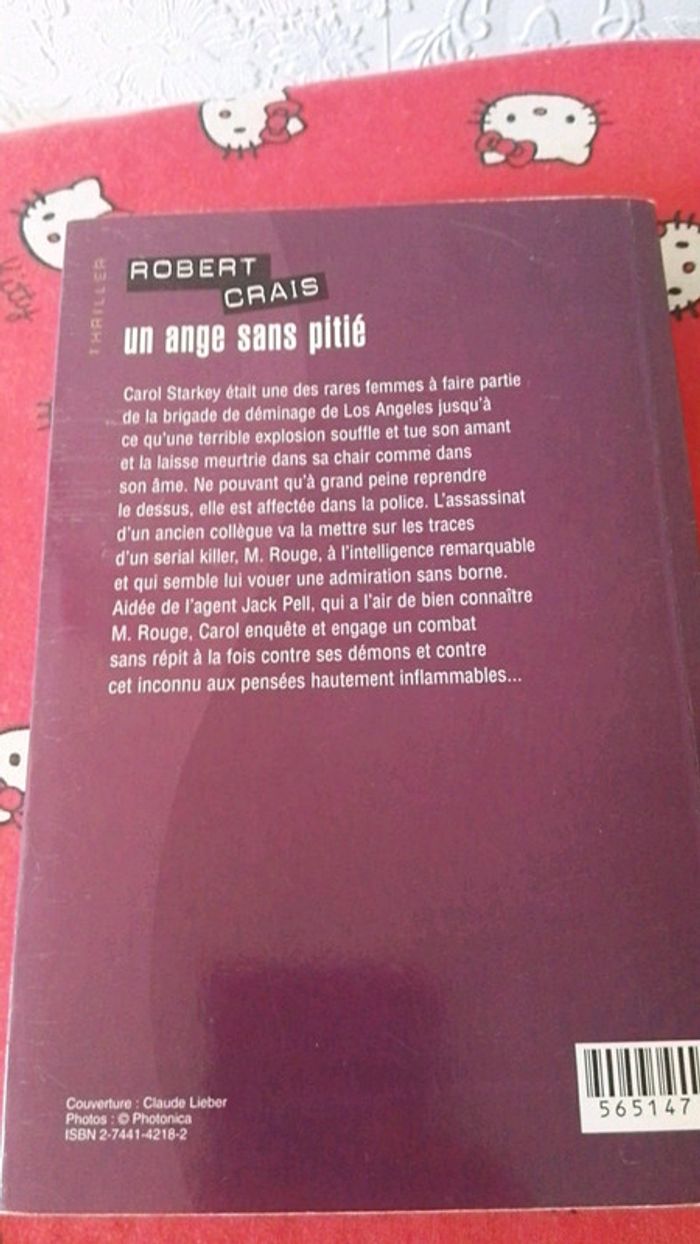 THRILLER
ROBERT
CRAIS
un ange sans pitié
Carol Starkey était une des rares femmes à faire partie
de la brigade de déminage de Los Angeles jusqu'à
ce qu'une terrible explosion souffle et tue son amant
et la laisse meurtrie dans sa chair comme dans
son âme. Ne pouvant qu'à grand peine reprendre
le dessus, elle est affectée dans la police. L'assassinat
d'un ancien collègue va la mettre sur les traces
d'un serial killer, M. Rouge, à l'intelligence remarquable
et qui semble lui vouer une admiration sans borne.
Aidée de l'agent Jack Pell, qui a l'air de bien connaître
M. Rouge, Carol enquête et engage un combat
sans répit à la fois contre ses démons et contre
cet inconnu aux pensées hautement inflammables...
Couverture : Claude Lieber
Photos : © Photonica
ISBN 2-7441-4218-2
565147